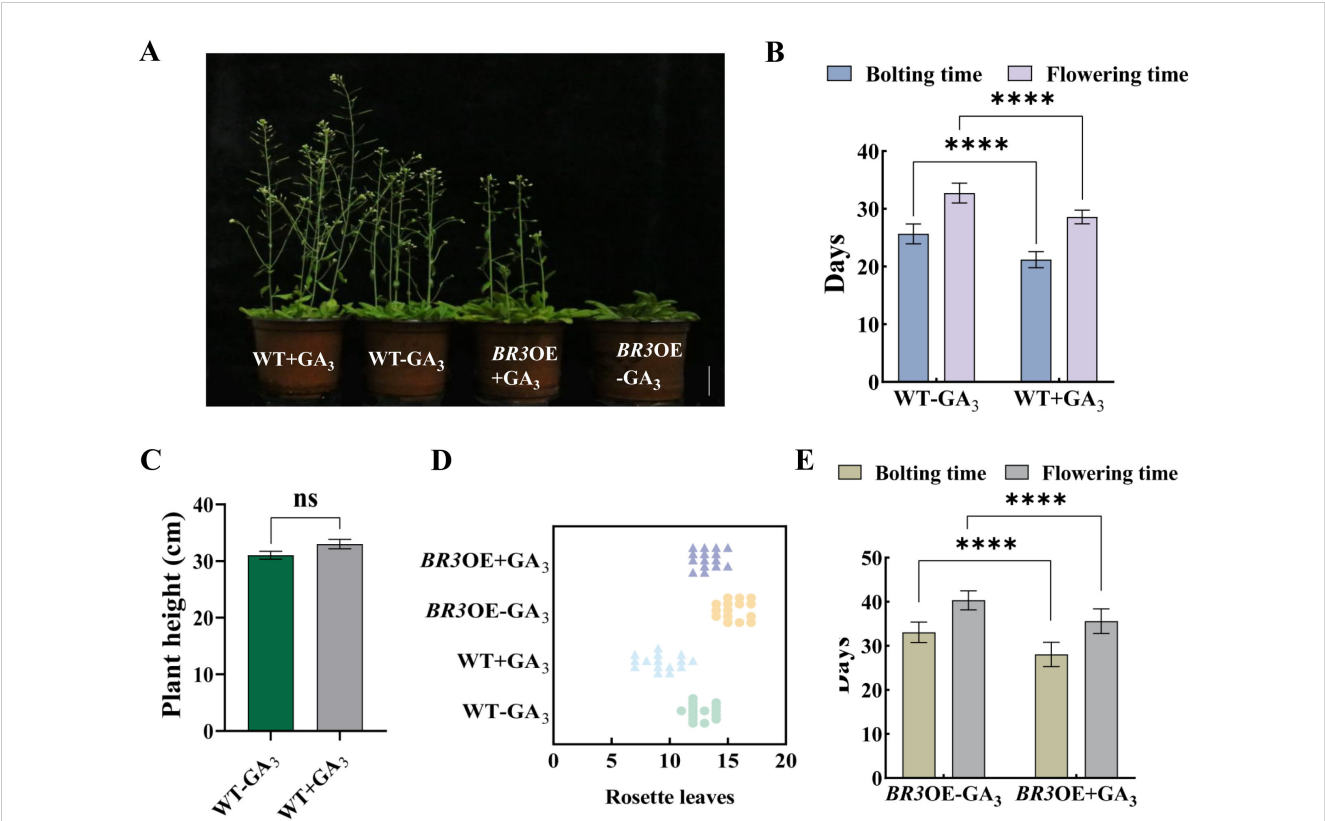 A
WT+GA₃
WT-GA₃
BR3OE
+GA₃
BR3OE
-GA₃
B
Bolting time
Flowering time
****
****
40
30
20
10
0
Days
WT-GA₃
WT+GA₃
C
ns
40
30
20
10
0
Plant height (cm)
WT-GA₃
WT+GA₃
D
BR3OE+GA₃
BR3OE-GA₃
WT+GA₃
WT-GA₃
0 5 10 15 20
Rosette leaves
E
Bolting time
Flowering time
****
****
50
40
30
20
10
0
Days
BR3OE-GA₃
BR3OE+GA₃